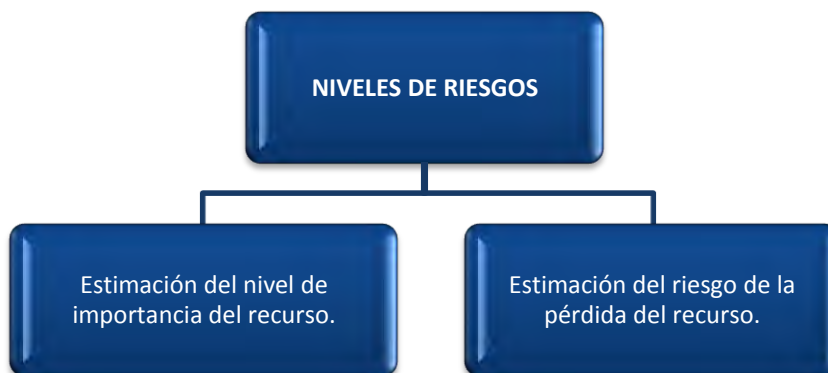 NIVELES DE RIESGOS
Estimación del nivel de
importancia del recurso.
Estimación del riesgo de la
pérdida del recurso.